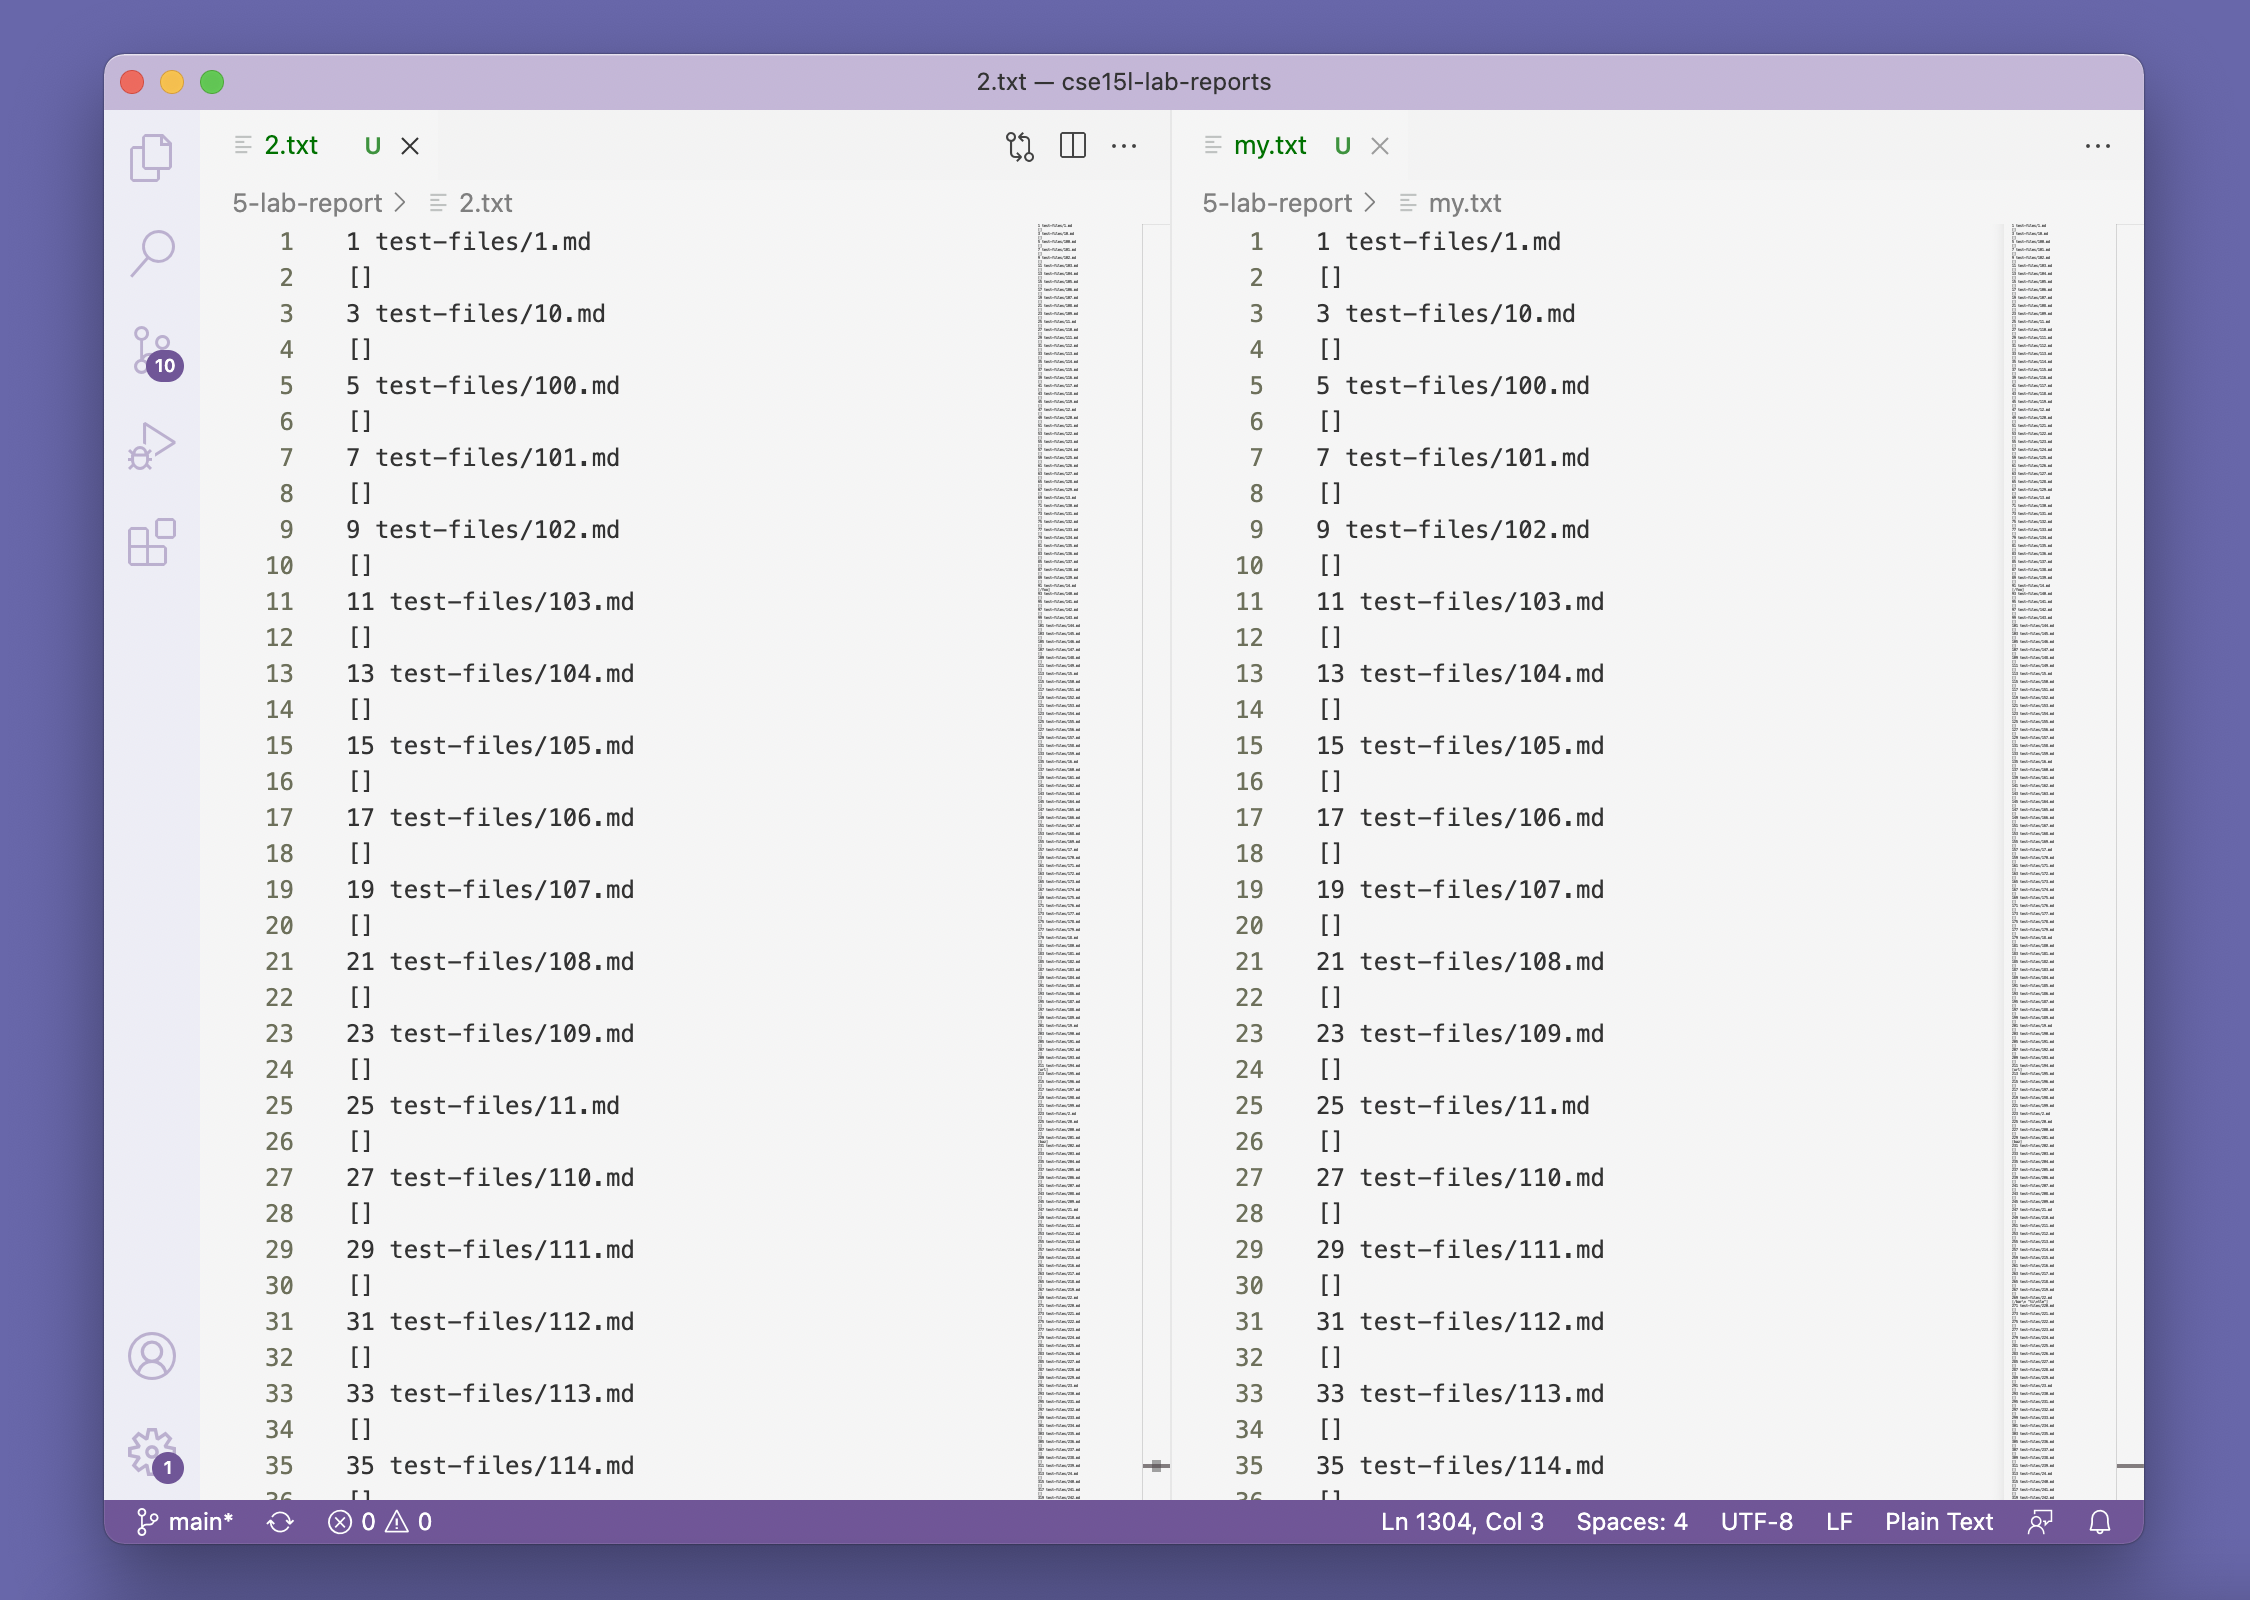 2.txt — cse15l-lab-reports
2.txt U
5-lab-report > 2.txt
1 1 test-files/1.md
2 []
3 3 test-files/10.md
4 []
5 5 test-files/100.md
6 []
7 7 test-files/101.md
8 []
9 9 test-files/102.md
10 []
11 11 test-files/103.md
12 []
13 13 test-files/104.md
14 []
15 15 test-files/105.md
16 []
17 17 test-files/106.md
18 []
19 19 test-files/107.md
20 []
21 21 test-files/108.md
22 []
23 23 test-files/109.md
24 []
25 25 test-files/11.md
26 []
27 27 test-files/110.md
28 []
29 29 test-files/111.md
30 []
31 31 test-files/112.md
32 []
33 33 test-files/113.md
34 []
35 35 test-files/114.md
36 []
my.txt U
5-lab-report > my.txt
1 1 test-files/1.md
2 []
3 3 test-files/10.md
4 []
5 5 test-files/100.md
6 []
7 7 test-files/101.md
8 []
9 9 test-files/102.md
10 []
11 11 test-files/103.md
12 []
13 13 test-files/104.md
14 []
15 15 test-files/105.md
16 []
17 17 test-files/106.md
18 []
19 19 test-files/107.md
20 []
21 21 test-files/108.md
22 []
23 23 test-files/109.md
24 []
25 25 test-files/11.md
26 []
27 27 test-files/110.md
28 []
29 29 test-files/111.md
30 []
31 31 test-files/112.md
32 []
33 33 test-files/113.md
34 []
35 35 test-files/114.md
36 []
10
1
main* 0 0 Ln 1304, Col 3 Spaces: 4 UTF-8 LF Plain Text